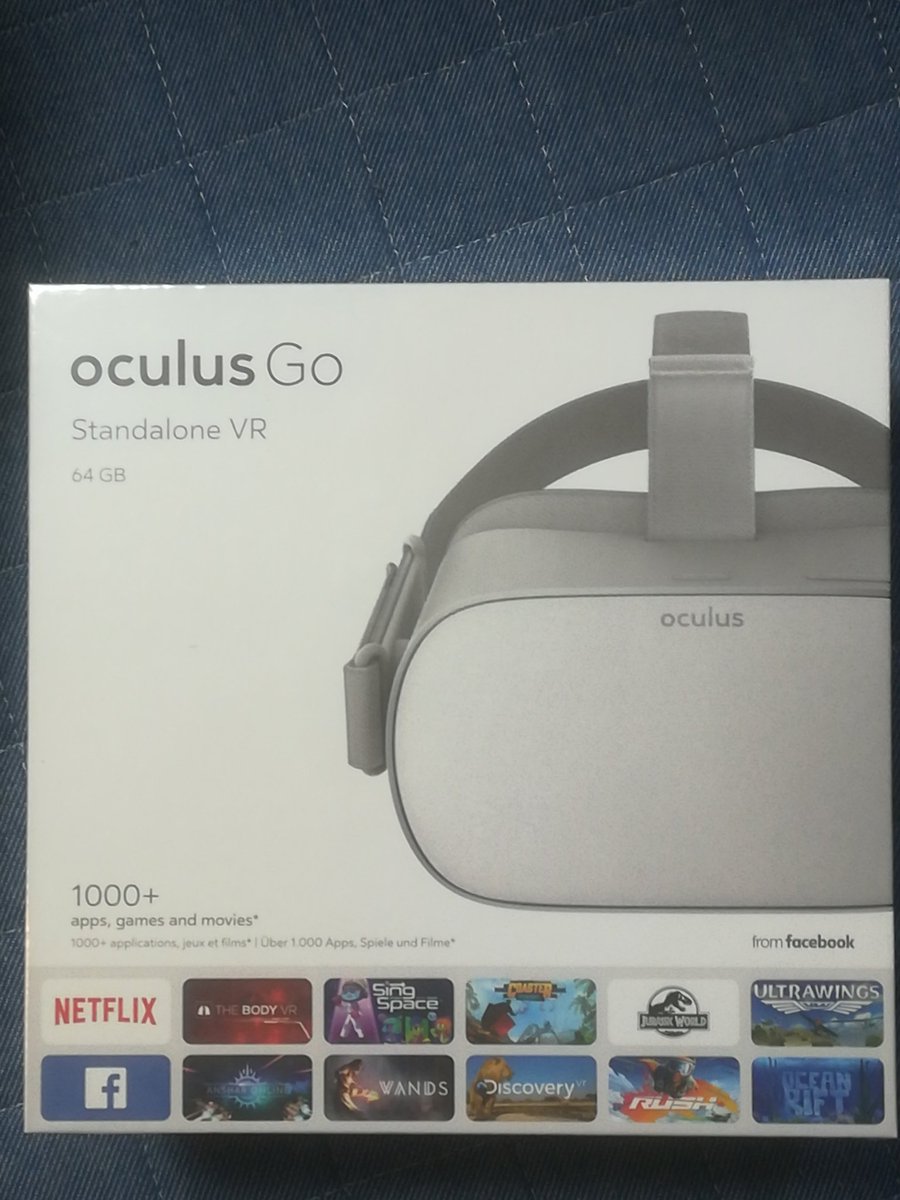 oculus Go
Standalone VR
64 GB
oculus
1000+
apps, games and movies*
1000+ applications, jeux et films* | Über 1.000 Apps, Spiele und Filme*
from facebook
NETFLIX
THE BODY VR
Sing Space
COASTER
JURASSIC WORLD
ULTRAWINGS
f
ANSHAR ONLINE
WANDS
Discovery VR
RUSH
OCEAN RIFT